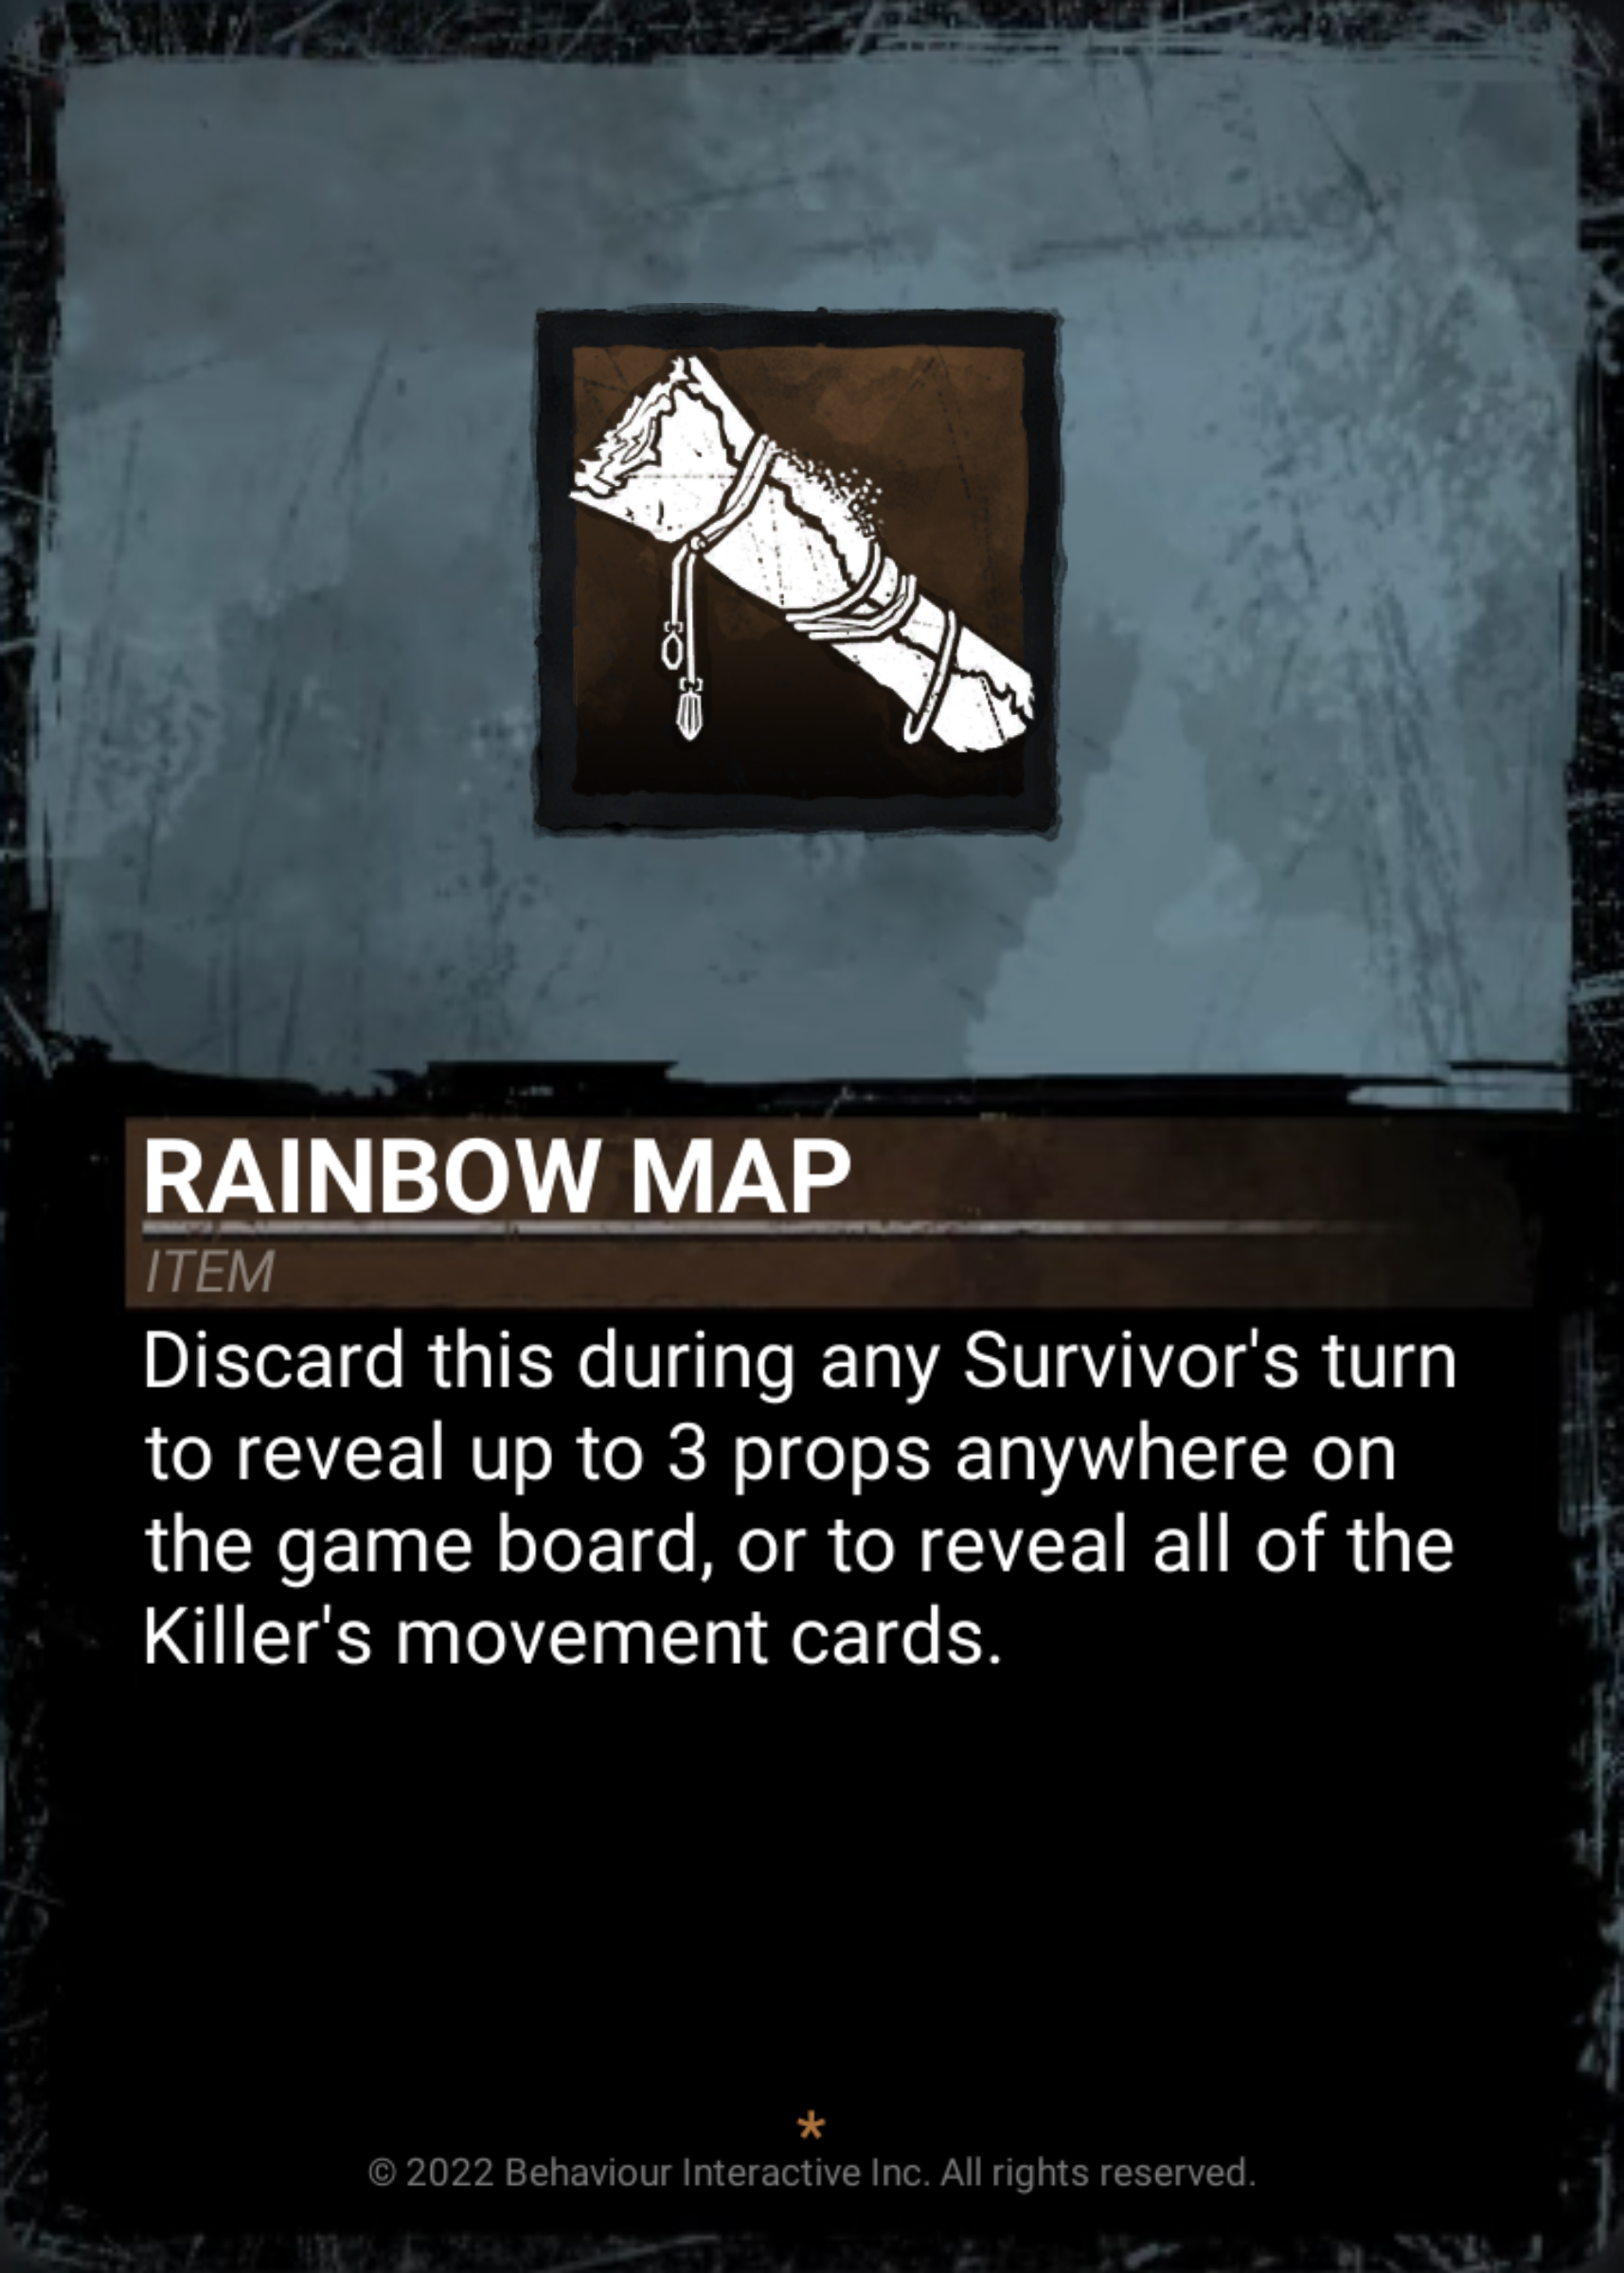 RAINBOW MAP
ITEM
Discard this during any Survivor's turn
to reveal up to 3 props anywhere on
the game board, or to reveal all of the
Killer's movement cards.
*
© 2022 Behaviour Interactive Inc. All rights reserved.